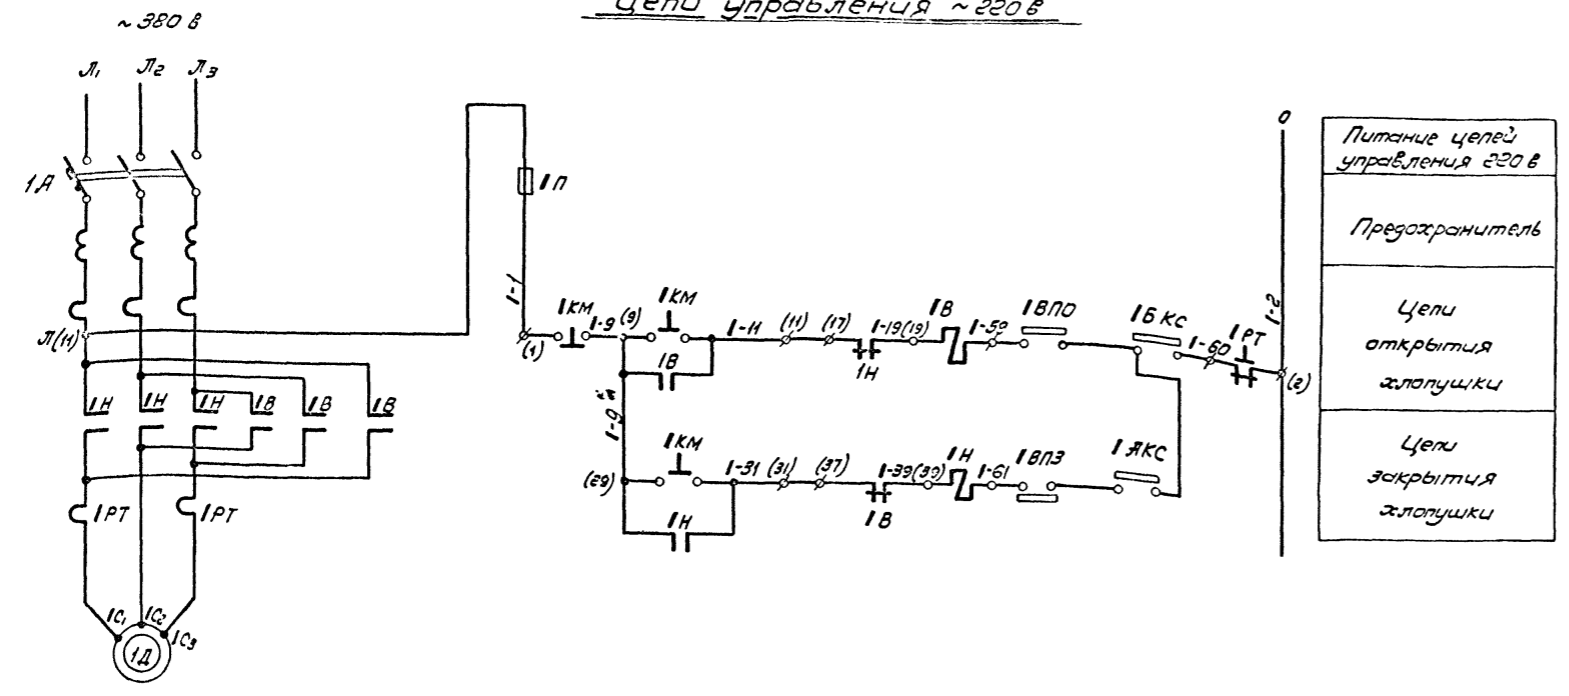 Цепи управления ~220 в
~380 в
Л1 Л2 Л3
1А
1П
1-1
Л(11)
(1)
1КМ
1-9 (9)
1КМ
1В
1-11
(11)
(17)
1-19(19)
1Н
1В
1-59
1ВПО
1БКС
1-60
1РТ
(2)
0
1-2
1Н 1Н 1Н 1В 1В 1В
1-9
(29)
1КМ
1Н
1-31
(31)
(37)
1-39(39)
1В
1Н
1-61
1ВПЗ
1АКС
1РТ 1РТ
1С1 1С2 1С3
1Д
Питание цепей
управления 220 в
Предохранитель
Цепи
открытия
хлопушки
Цепи
закрытия
хлопушки